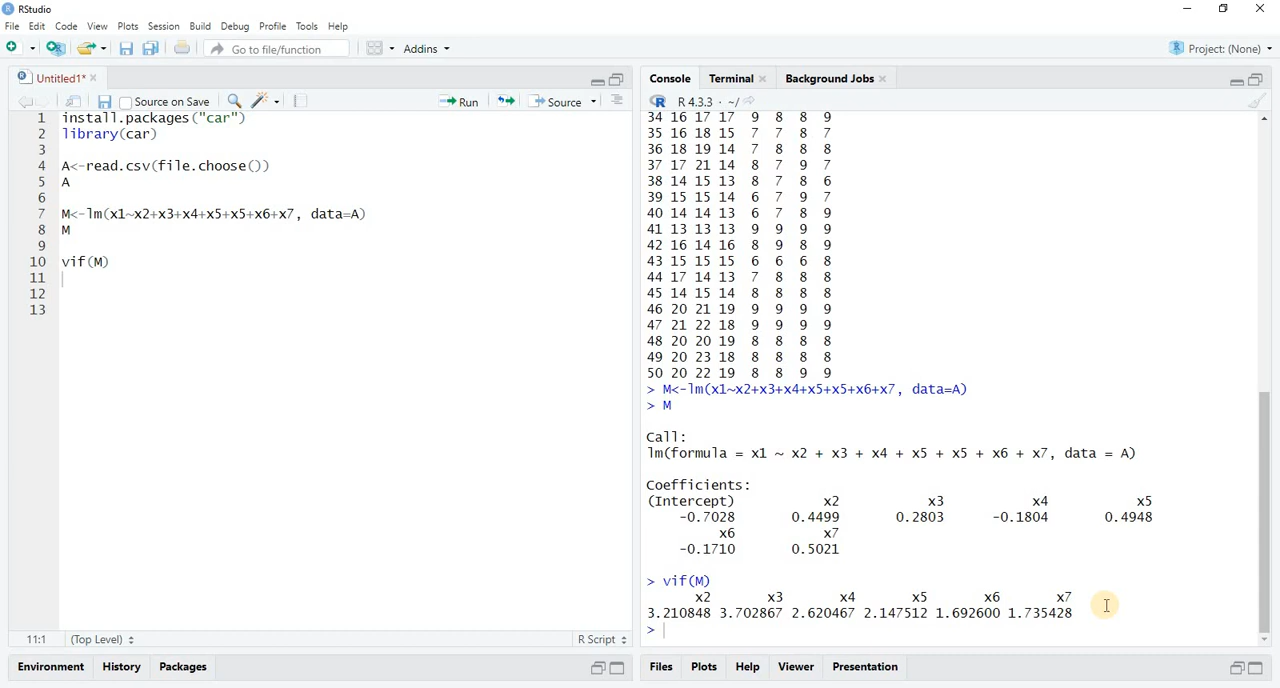 RStudio
File Edit Code View Plots Session Build Debug Profile Tools Help
Go to file/function Addins Project: (None)
Untitled1*
Source on Save Run Source
1 install.packages("car")
2 library(car)
3
4 A<-read.csv(file.choose())
5 A
6
7 M<-lm(x1~x2+x3+x4+x5+x5+x6+x7, data=A)
8 M
9
10 vif(M)
11
12
13
11:1 (Top Level) R Script
Environment History Packages
Console Terminal Background Jobs
R 4.3.3 · ~/
34 16 17 17 9 8 8 9
35 16 18 15 7 7 8 7
36 18 19 14 7 8 8 8
37 17 21 14 8 7 9 7
38 14 15 13 8 7 8 6
39 15 15 14 6 7 9 7
40 14 14 13 6 7 8 9
41 13 13 13 9 9 9 9
42 16 14 16 8 9 8 9
43 15 15 15 6 6 6 8
44 17 14 13 7 8 8 8
45 14 15 14 8 8 8 8
46 20 21 19 9 9 9 9
47 21 22 18 9 9 9 9
48 20 20 19 8 8 8 8
49 20 23 18 8 8 8 8
50 20 22 19 8 8 9 9
> M<-lm(x1~x2+x3+x4+x5+x5+x6+x7, data=A)
> M
Call:
lm(formula = x1 ~ x2 + x3 + x4 + x5 + x5 + x6 + x7, data = A)
Coefficients:
(Intercept) x2 x3 x4 x5
-0.7028 0.4499 0.2803 -0.1804 0.4948
x6 x7
-0.1710 0.5021
> vif(M)
x2 x3 x4 x5 x6 x7
3.210848 3.702867 2.620467 2.147512 1.692600 1.735428
>
Files Plots Help Viewer Presentation